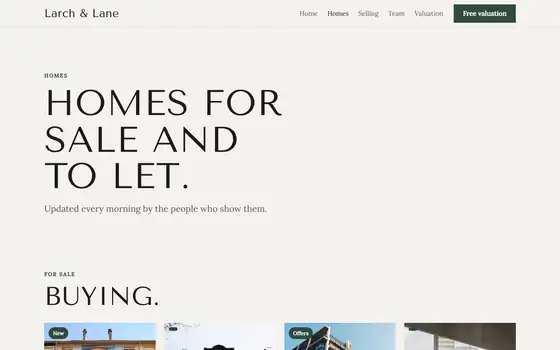 Larch & Lane
Home Homes Selling Team Valuation Free valuation
HOMES
HOMES FOR
SALE AND
TO LET.
Updated every morning by the people who show them.
FOR SALE
BUYING.
New Offers